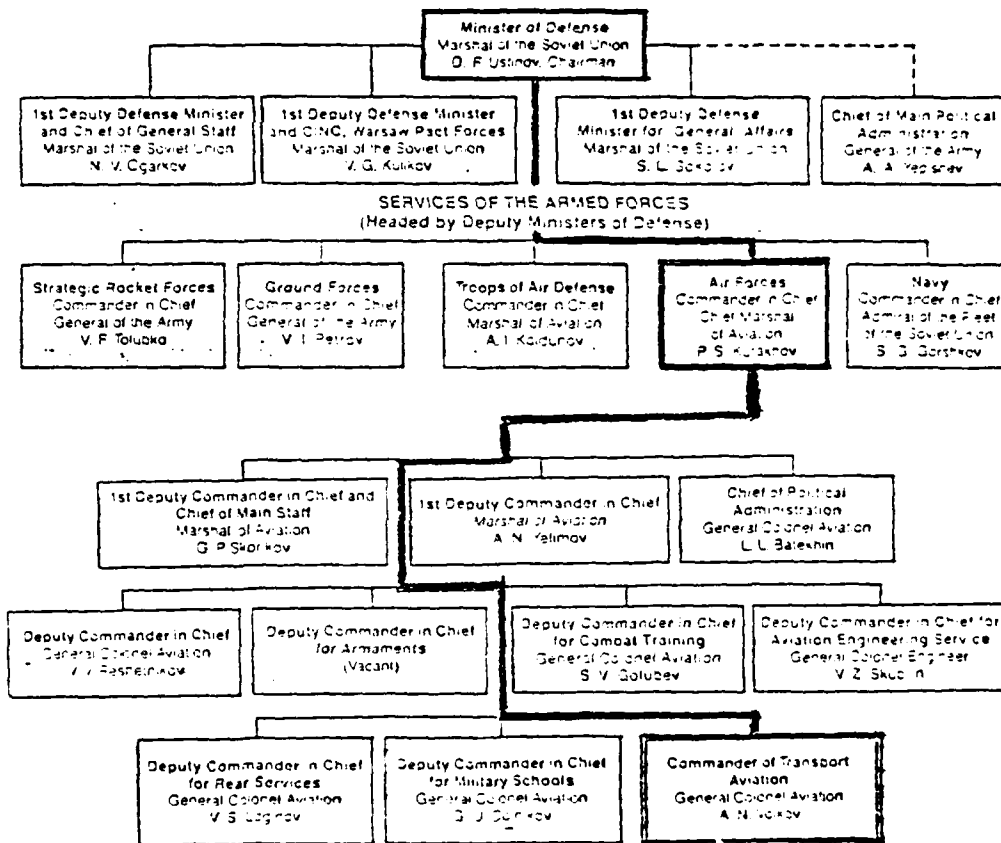 Minister of Defense
Marshal of the Soviet Union
D. F. Ustinov, Chairman
1st Deputy Defense Minister
and Chief of General Staff
Marshal of the Soviet Union
N. V. Ogarkov
1st Deputy Defense Minister
and CINC, Warsaw Pact Forces
Marshal of the Soviet Union
V. G. Kulikov
1st Deputy Defense
Minister for General Affairs
Marshal of the Soviet Union
S. L. Sokolov
Chief of Main Political
Administration
General of the Army
A. A. Yepishev
SERVICES OF THE ARMED FORCES
(Headed by Deputy Ministers of Defense)
Strategic Rocket Forces
Commander in Chief
General of the Army
V. F. Tolubko
Ground Forces
Commander in Chief
General of the Army
V. I. Petrov
Troops of Air Defense
Commander in Chief
Marshal of Aviation
A. I. Koldunov
Air Forces
Commander in Chief
Chief Marshal
of Aviation
P. S. Kutakhov
Navy
Commander in Chief
Admiral of the Fleet
of the Soviet Union
S. G. Gorshkov
1st Deputy Commander in Chief and
Chief of Main Staff
Marshal of Aviation
G. P. Skorikov
1st Deputy Commander in Chief
Marshal of Aviation
A. N. Yefimov
Chief of Political
Administration
General Colonel Aviation
L. L. Batekhin
Deputy Commander in Chief
General Colonel Aviation
Reshetnikov
Deputy Commander in Chief
for Armaments
(Vacant)
Deputy Commander in Chief
for Combat Training
General Colonel Aviation
S. V. Golubev
Deputy Commander in Chief for
Aviation Engineering Service
General Colonel Engineer
V. Z. Skubilin
Deputy Commander in Chief
for Rear Services
General Colonel Aviation
V. S. Loginov
Deputy Commander in Chief
for Military Schools
General Colonel Aviation
G.
Commander of Transport
Aviation
General Colonel Aviation
A. N. Volkov